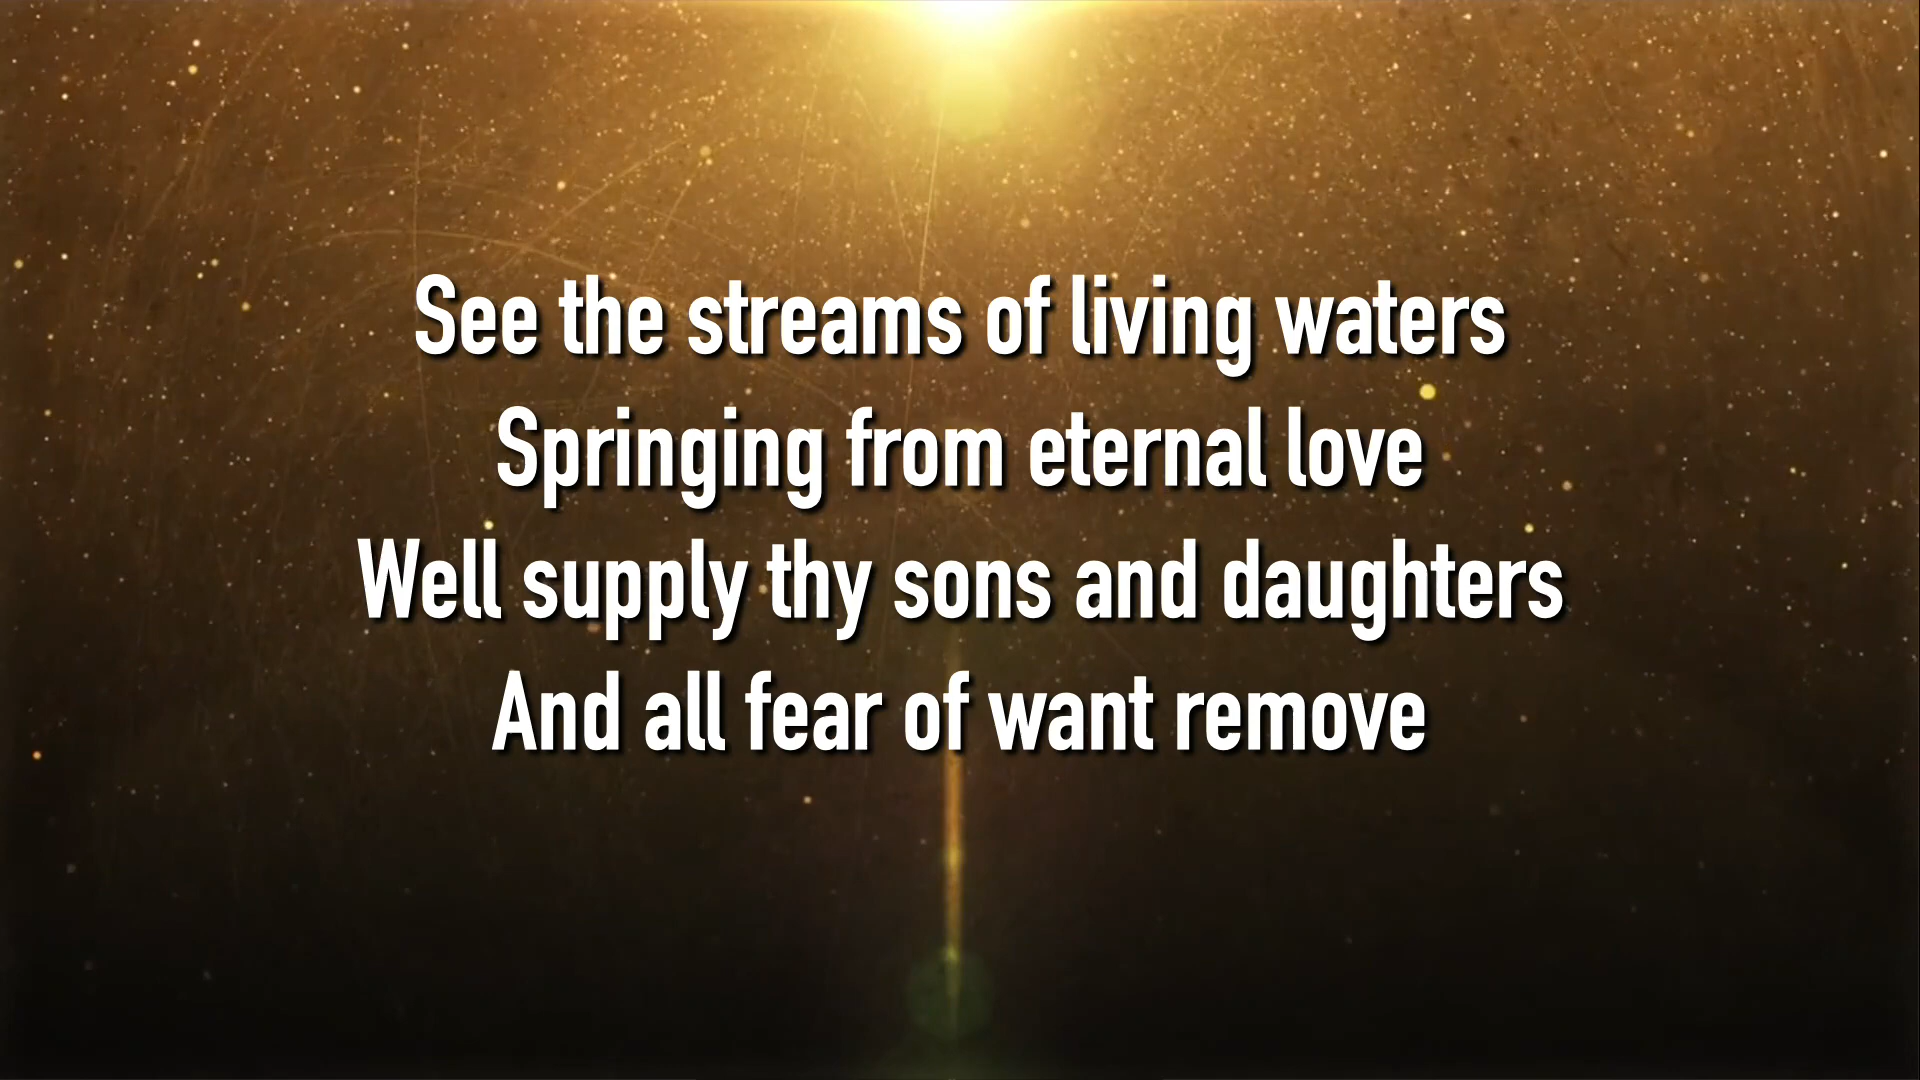 See the streams of living waters
Springing from eternal love
Well supply thy sons and daughters
And all fear of want remove